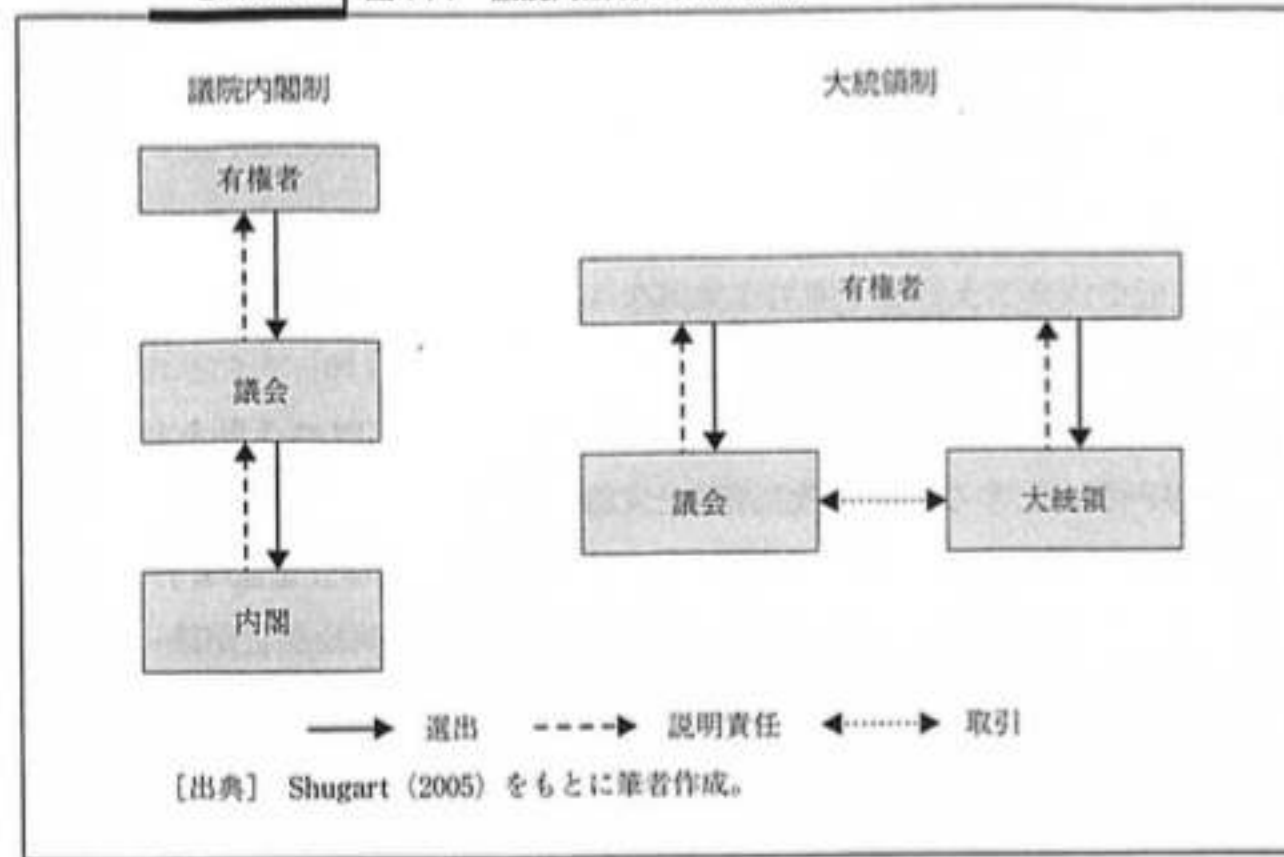 議院内閣制
大統領制
有権者
議会
内閣
有権者
議会
大統領
選出 説明責任 取引
[出典] Shugart (2005) をもとに筆者作成。